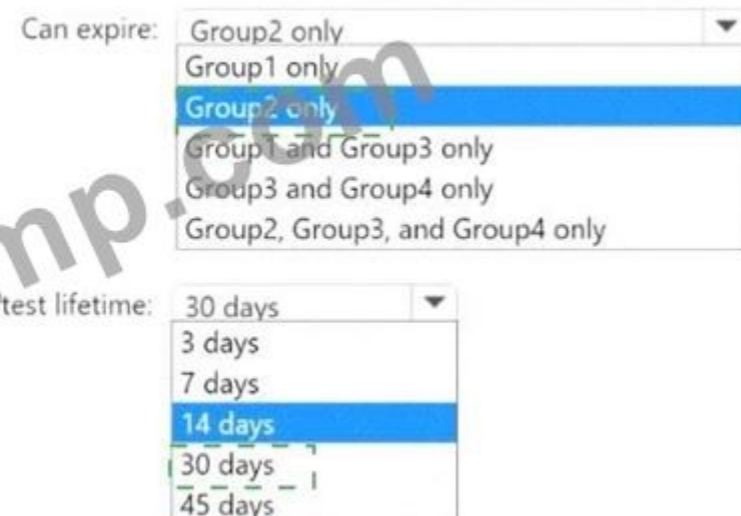 Can expire: Group2 only
Group1 only
Group2 only
Group1 and Group3 only
Group3 and Group4 only
Group2, Group3, and Group4 only
mp.com
test lifetime: 30 days
3 days
7 days
14 days
30 days
45 days